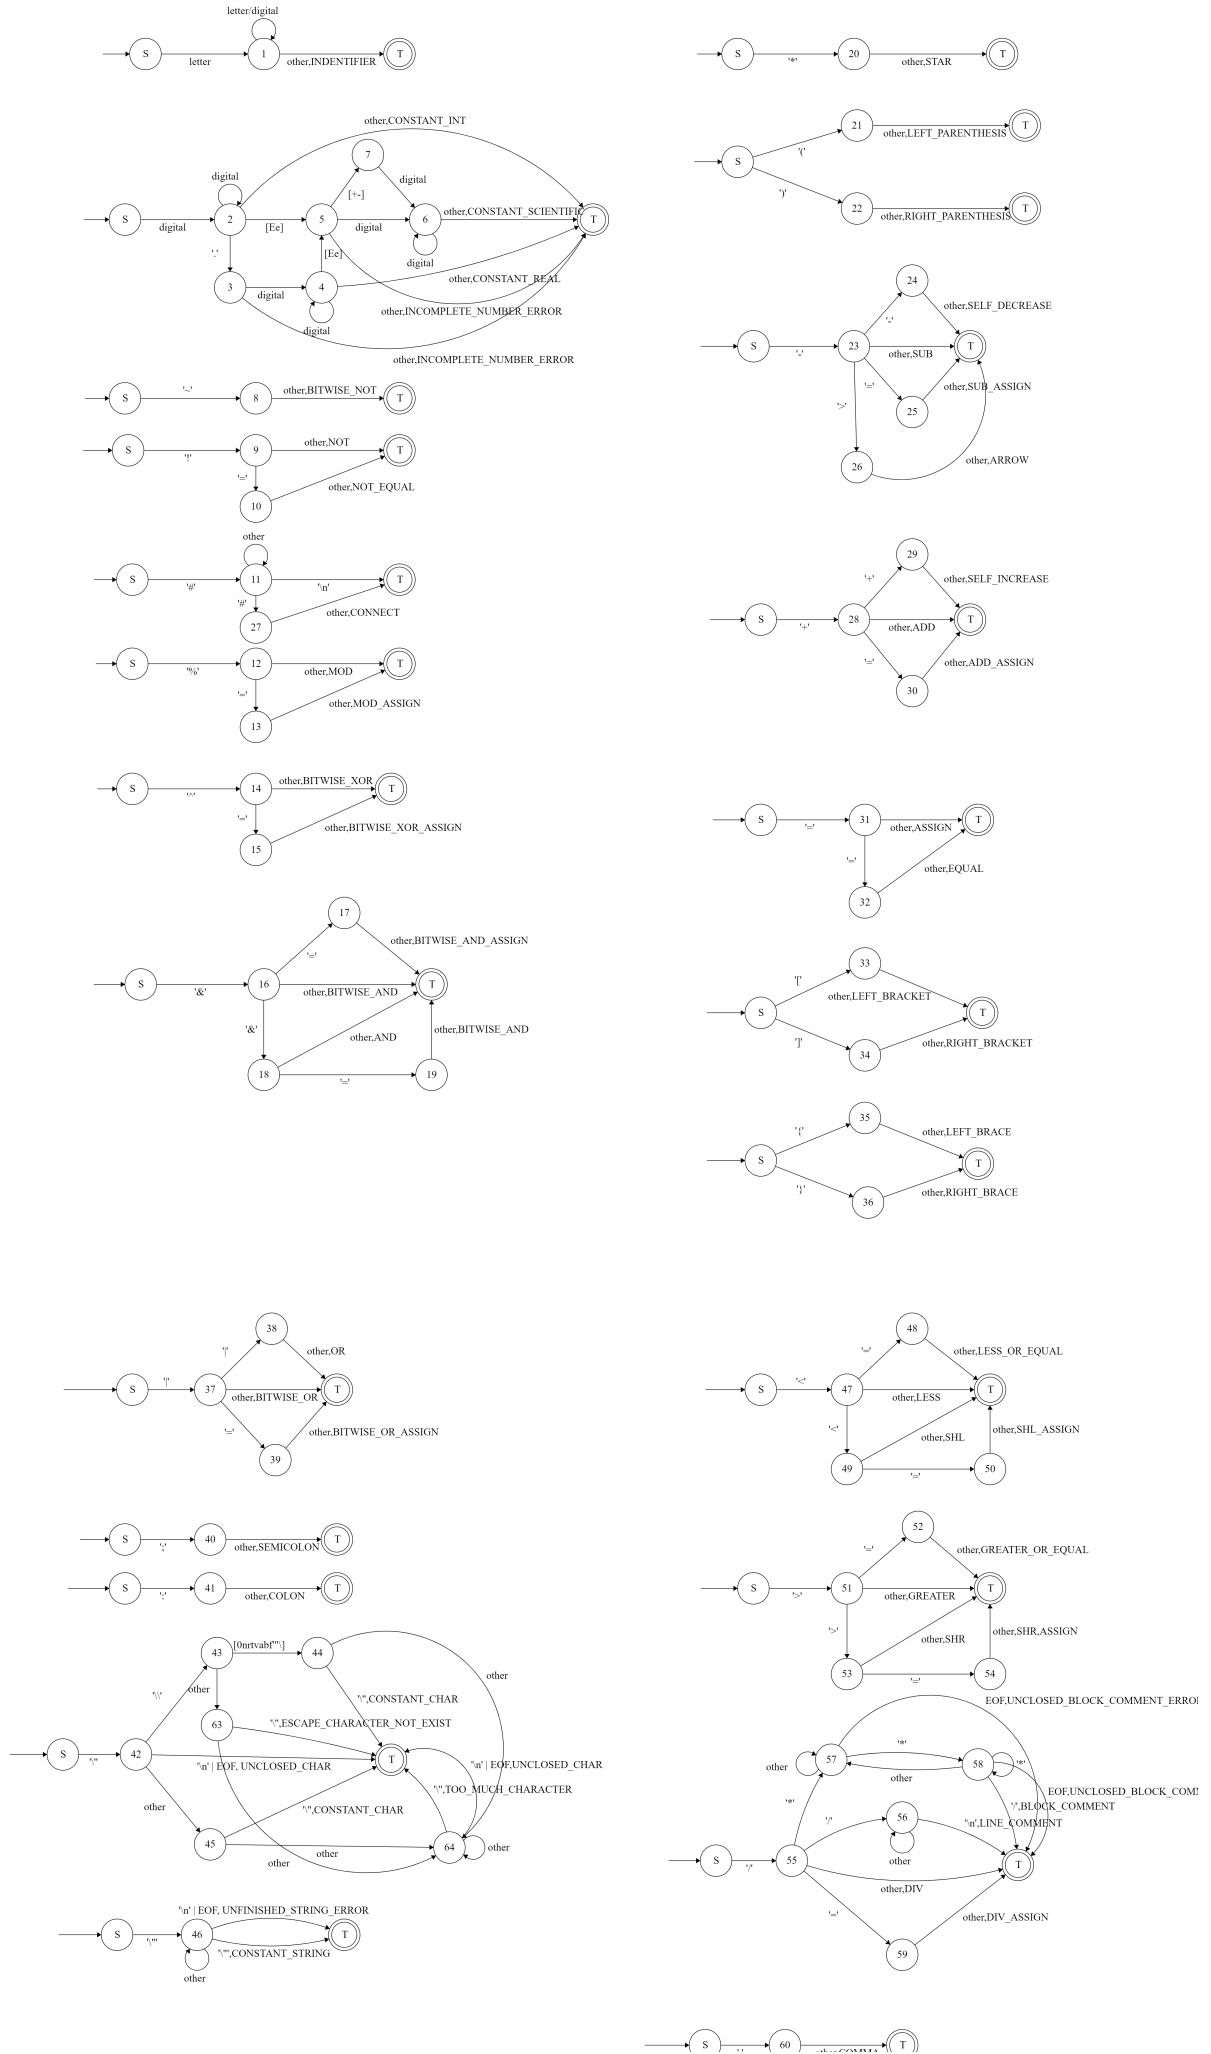 letter/digital
S
letter
1
other,INDENTIFIER
T
S
'*'
20
other,STAR
T
other,CONSTANT_INT
7
digital
digital
[+-]
S
digital
2
[Ee]
5
digital
6
other,CONSTANT_SCIENTIFIC
T
'.'
[Ee]
digital
3
digital
4
other,CONSTANT_REAL
digital
other,INCOMPLETE_NUMBER_ERROR
other,INCOMPLETE_NUMBER_ERROR
21
other,LEFT_PARENTHESIS
T
S
'('
')'
22
other,RIGHT_PARENTHESIS
T
24
other,SELF_DECREASE
'-'
S
'-'
23
other,SUB
T
'='
other,SUB_ASSIGN
'>'
25
26
other,ARROW
S
'~'
8
other,BITWISE_NOT
T
S
'!'
9
other,NOT
T
'='
other,NOT_EQUAL
10
other
S
'#'
11
'\n'
T
'#'
other,CONNECT
27
S
'%'
12
other,MOD
T
'='
other,MOD_ASSIGN
13
29
'+'
other,SELF_INCREASE
S
'+'
28
other,ADD
T
'='
other,ADD_ASSIGN
30
S
'^'
14
other,BITWISE_XOR
T
'='
other,BITWISE_XOR_ASSIGN
15
S
'='
31
other,ASSIGN
T
'='
other,EQUAL
32
17
other,BITWISE_AND_ASSIGN
'='
S
'&'
16
other,BITWISE_AND
T
'&'
other,AND
other,BITWISE_AND
18
'='
19
33
'['
other,LEFT_BRACKET
S
T
']'
other,RIGHT_BRACKET
34
35
'{'
other,LEFT_BRACE
S
T
'}'
other,RIGHT_BRACE
36
38
'|'
other,OR
S
'|'
37
other,BITWISE_OR
T
'='
other,BITWISE_OR_ASSIGN
39
48
'='
other,LESS_OR_EQUAL
S
'<'
47
other,LESS
T
'<'
other,SHL
other,SHL_ASSIGN
49
'='
50
S
';'
40
other,SEMICOLON
T
S
':'
41
other,COLON
T
52
'='
other,GREATER_OR_EQUAL
S
'>'
51
other,GREATER
T
'>'
other,SHR
other,SHR,ASSIGN
53
'='
54
43
[0nrtvabf'"\]
44
other
other
'\\'
'\'',CONSTANT_CHAR
63
'\'',ESCAPE_CHARACTER_NOT_EXIST
S
'\''
42
'\n' | EOF, UNCLOSED_CHAR
T
'\n' | EOF,UNCLOSED_CHAR
'\'',TOO_MUCH_CHARACTER
other
'\'',CONSTANT_CHAR
45
other
64
other
other
EOF,UNCLOSED_BLOCK_COMMENT_ERRO
57
'*'
58
'*'
other
other
EOF,UNCLOSED_BLOCK_COM
'*'
'/'
56
'/',BLOCK_COMMENT
'\n',LINE_COMMENT
other
S
'/'
55
T
other,DIV
'='
other,DIV_ASSIGN
59
'\n' | EOF, UNFINISHED_STRING_ERROR
S
'\"'
46
T
'\"',CONSTANT_STRING
other
S
60
other,COMMA
T